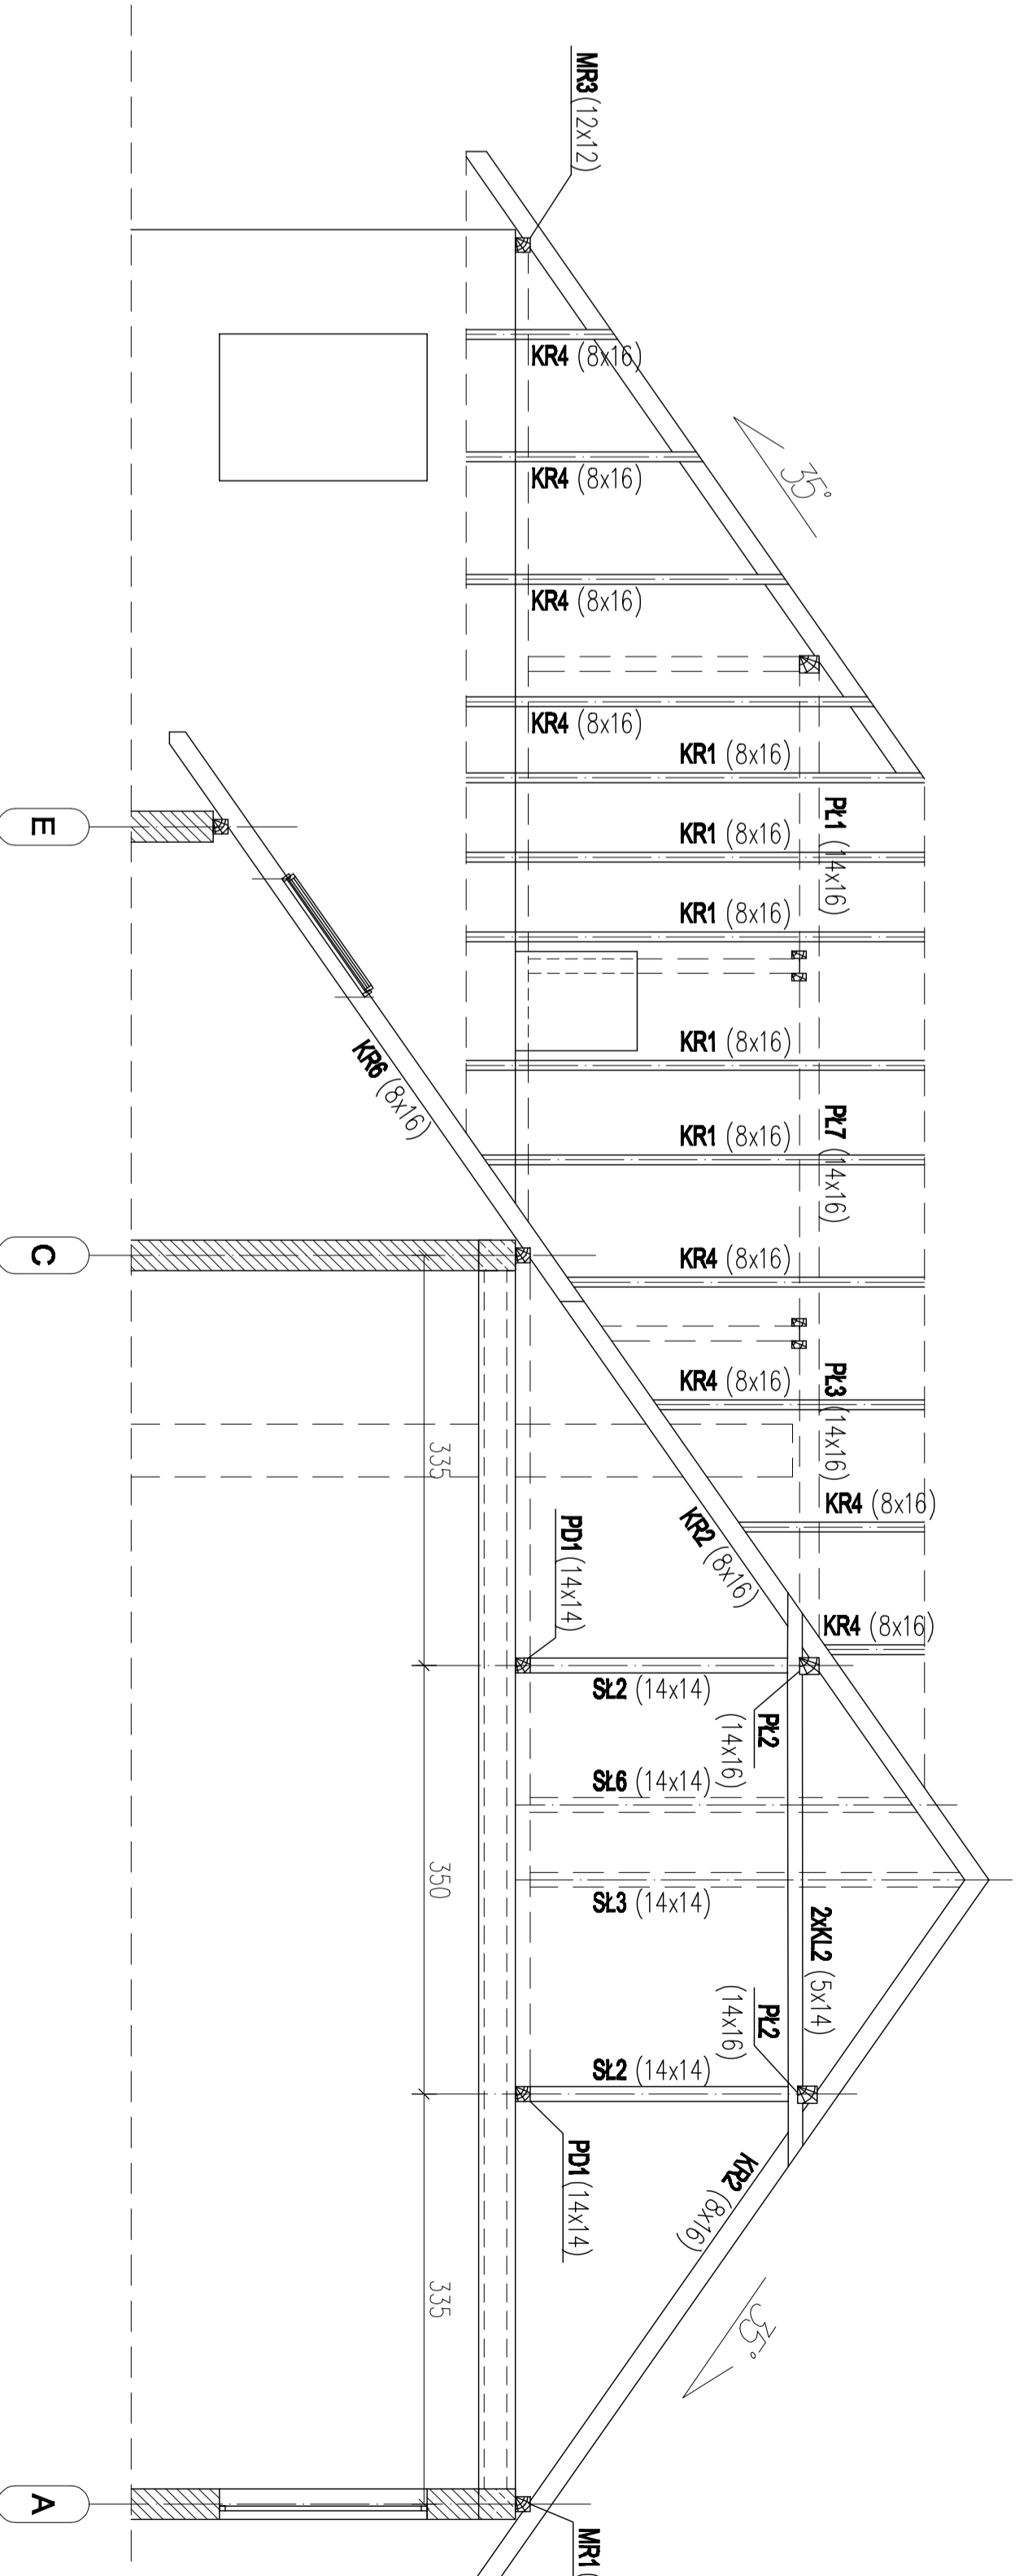 MR3 (12x12)
KR4 (8x16)
KR4 (8x16)
KR4 (8x16)
KR4 (8x16)
35°
KR1 (8x16)
KR1 (8x16)
KR1 (8x16)
KR1 (8x16)
KR1 (8x16)
PŁ1 (14x16)
PŁ7 (14x16)
PŁ3 (14x16)
KR4 (8x16)
KR4 (8x16)
KR4 (8x16)
KR4 (8x16)
KR6 (8x16)
KR2 (8x16)
PD1 (14x14)
SŁ2 (14x14)
PŁ2
(14x16)
SŁ6 (14x14)
SŁ3 (14x14)
2xKL2 (5x14)
PŁ2
(14x16)
SŁ2 (14x14)
PD1 (14x14)
KR2 (8x16)
35°
335
350
335
MR1 (
E
C
A